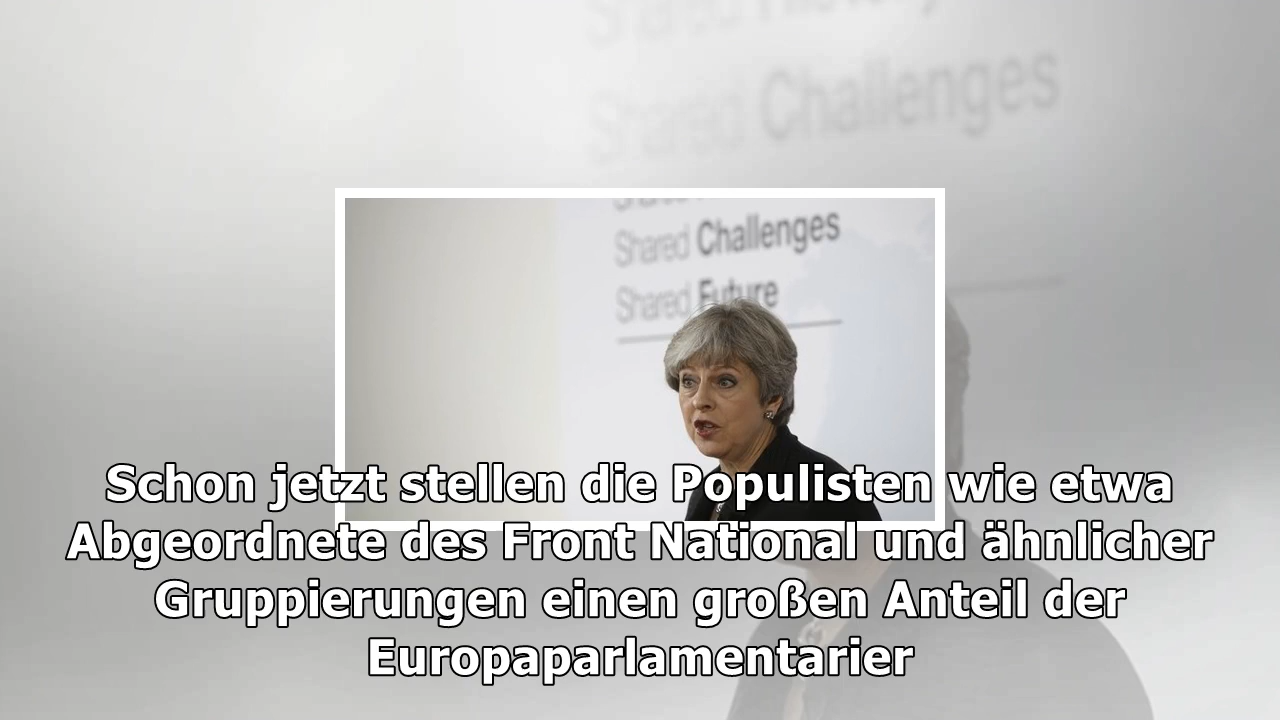 Shared Challenges
Shared Challenges
Shared Future
Schon jetzt stellen die Populisten wie etwa
Abgeordnete des Front National und ähnlicher
Gruppierungen einen großen Anteil der
Europaparlamentarier